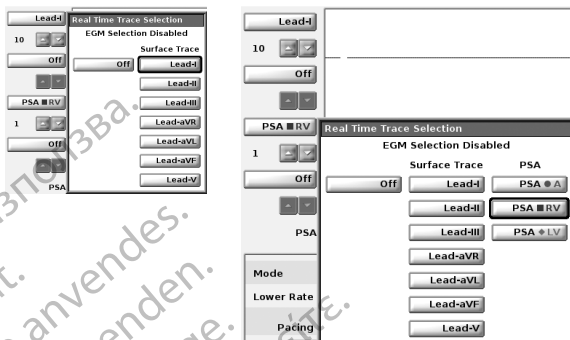 Lead-I
Real Time Trace Selection
EGM Selection Disabled
Surface Trace
10
Off
Off
Lead-I
Lead-II
PSA ■ RV
Lead-III
1
Lead-aVR
Off
Lead-aVL
Lead-aVF
PSA
Lead-V
Lead-I
10
Off
PSA ■ RV
Real Time Trace Selection
1
EGM Selection Disabled
Surface Trace
PSA
Off
Off
Lead-I
PSA ● A
Lead-II
PSA ■ RV
PSA
Lead-III
PSA ◆ LV
Lead-aVR
Mode
Lead-aVL
Lower Rate
Lead-aVF
Pacing
Lead-V
anvendes.